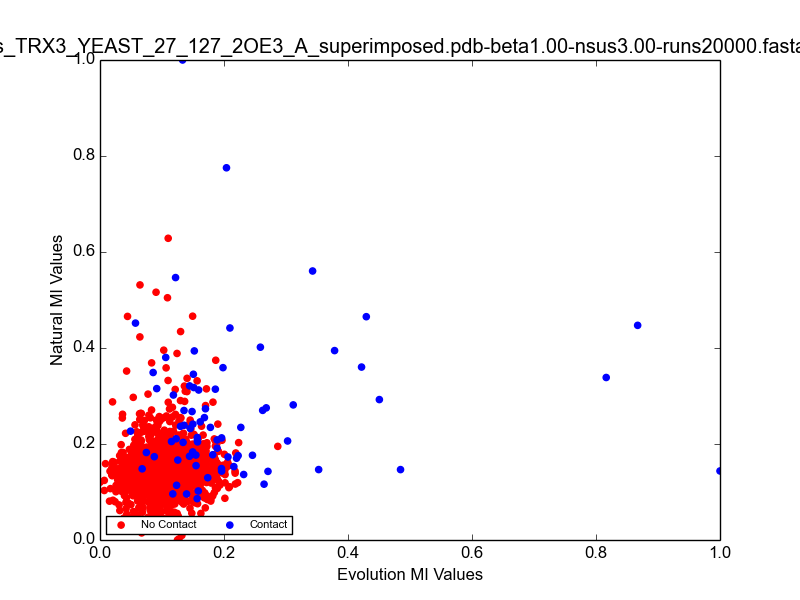 s_TRX3_YEAST_27_127_2OE3_A_superimposed.pdb-beta1.00-nsus3.00-runs20000.fasta
1.0
0.8
0.6
0.4
0.2
0.0
Natural MI Values
No Contact
Contact
0.0 0.2 0.4 0.6 0.8 1.0
Evolution MI Values